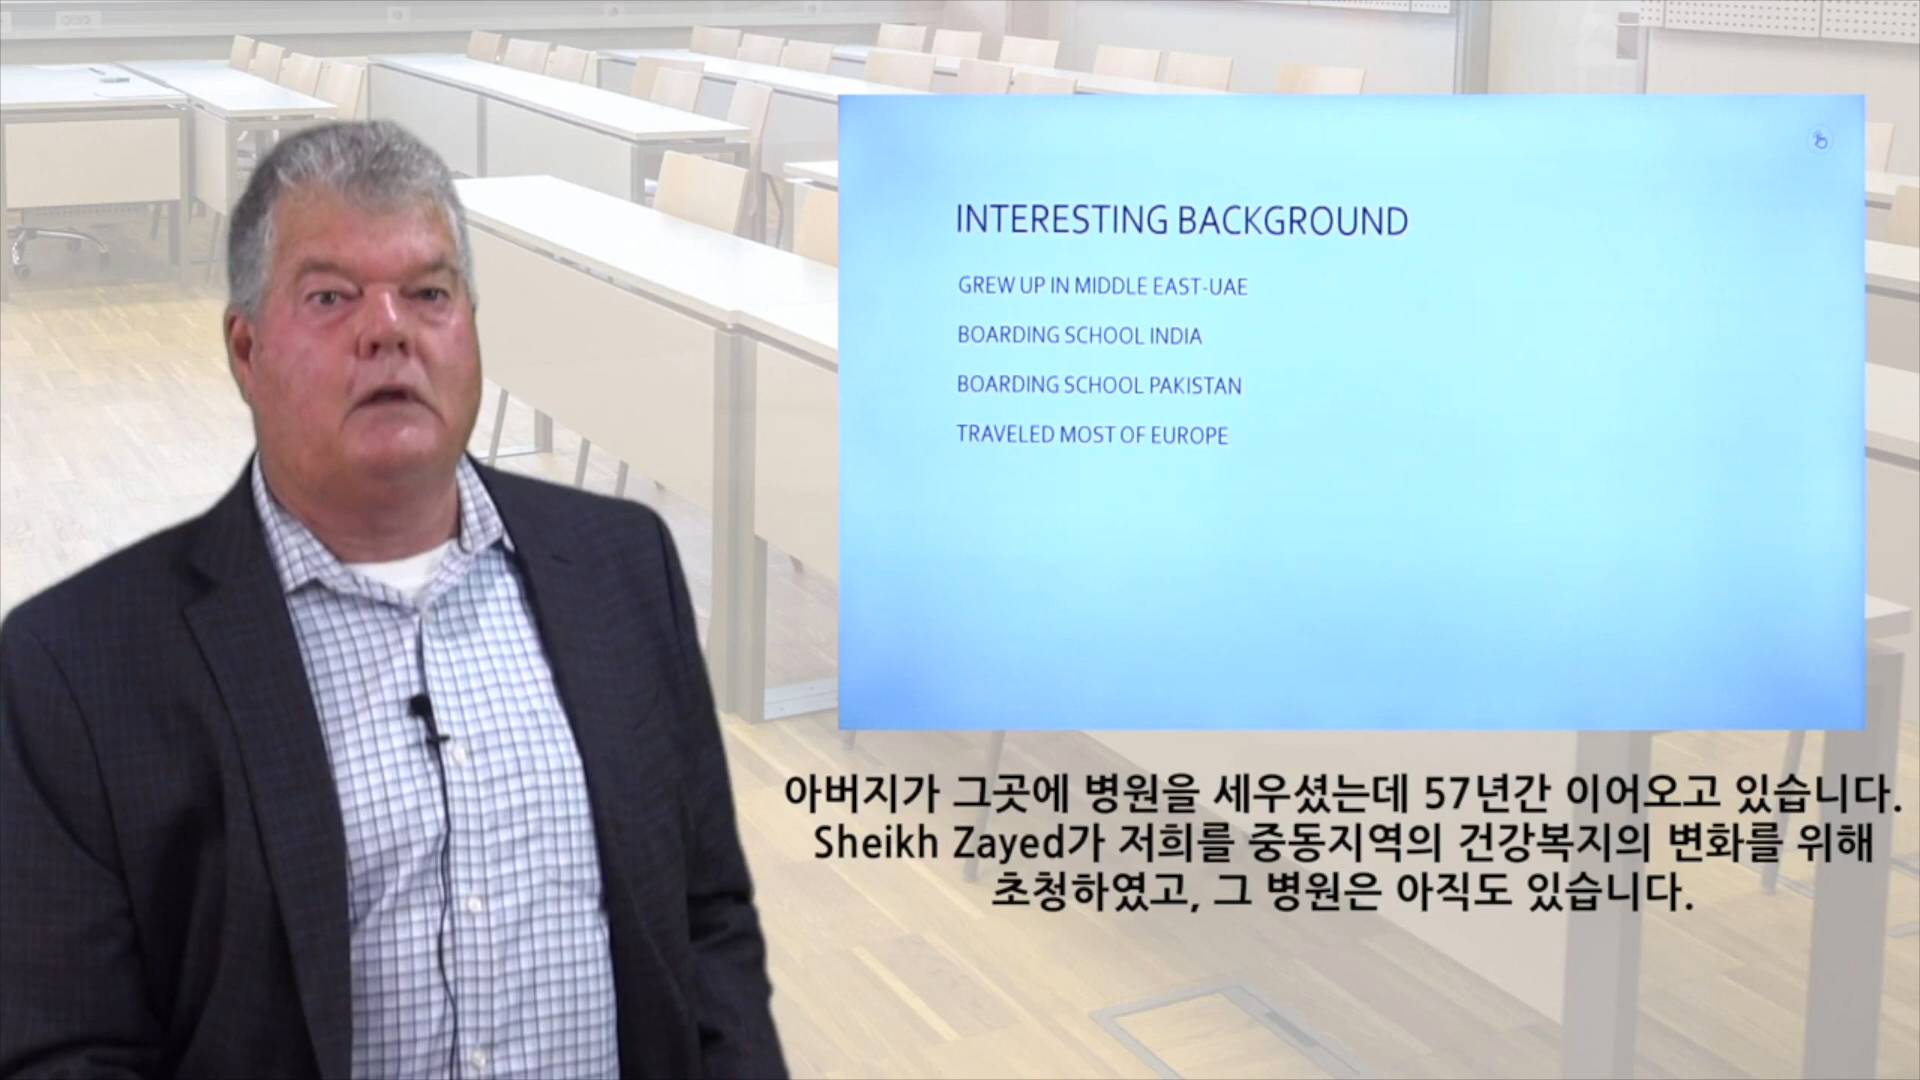 INTERESTING BACKGROUND
GREW UP IN MIDDLE EAST-UAE
BOARDING SCHOOL INDIA
BOARDING SCHOOL PAKISTAN
TRAVELED MOST OF EUROPE
아버지가 그곳에 병원을 세우셨는데 57년간 이어오고 있습니다.
Sheikh Zayed가 저희를 중동지역의 건강복지의 변화를 위해
초청하였고, 그 병원은 아직도 있습니다.